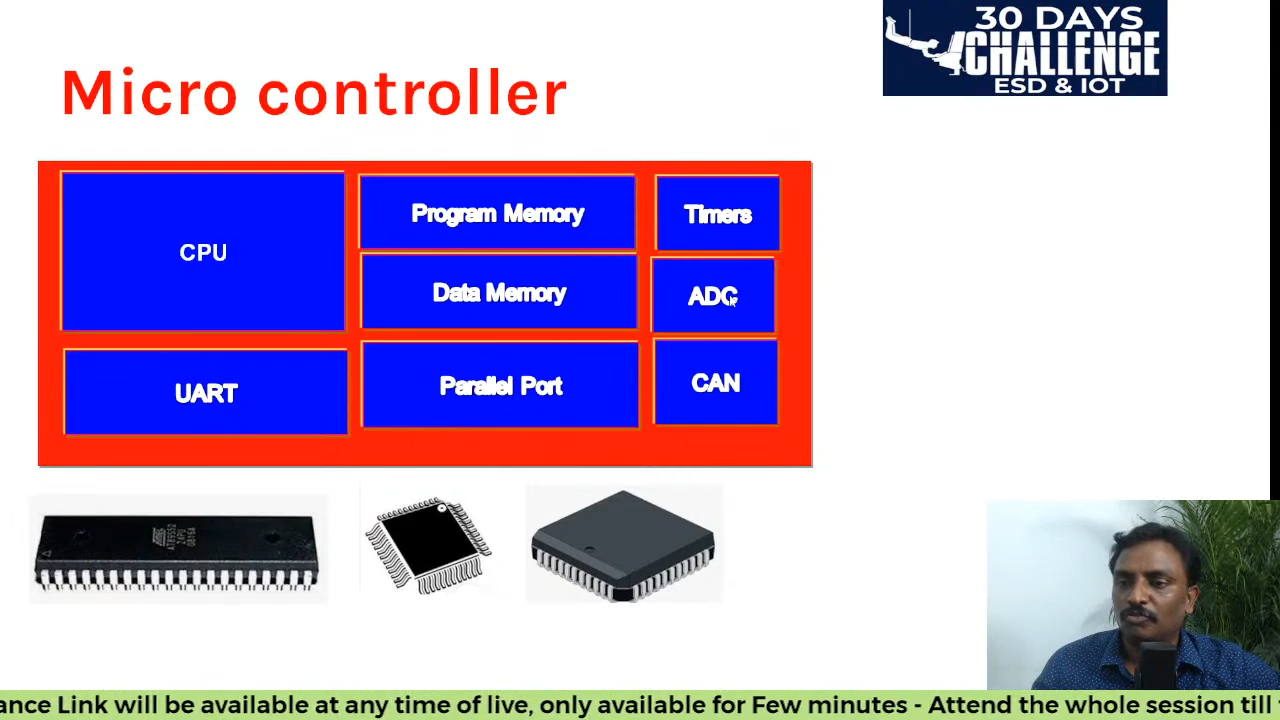 30 DAYS
CHALLENGE
ESD & IOT
Micro controller
CPU
Program Memory
Timers
Data Memory
ADC
UART
Parallel Port
CAN
ance Link will be available at any time of live, only available for Few minutes - Attend the whole session till